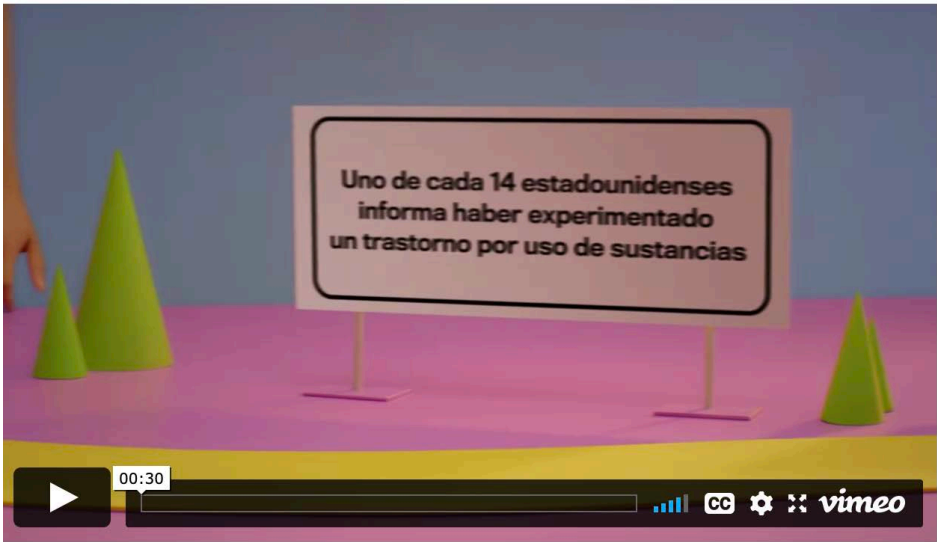 Uno de cada 14 estadounidenses
informa haber experimentado
un trastorno por uso de sustancias
00:30
CC
vimeo